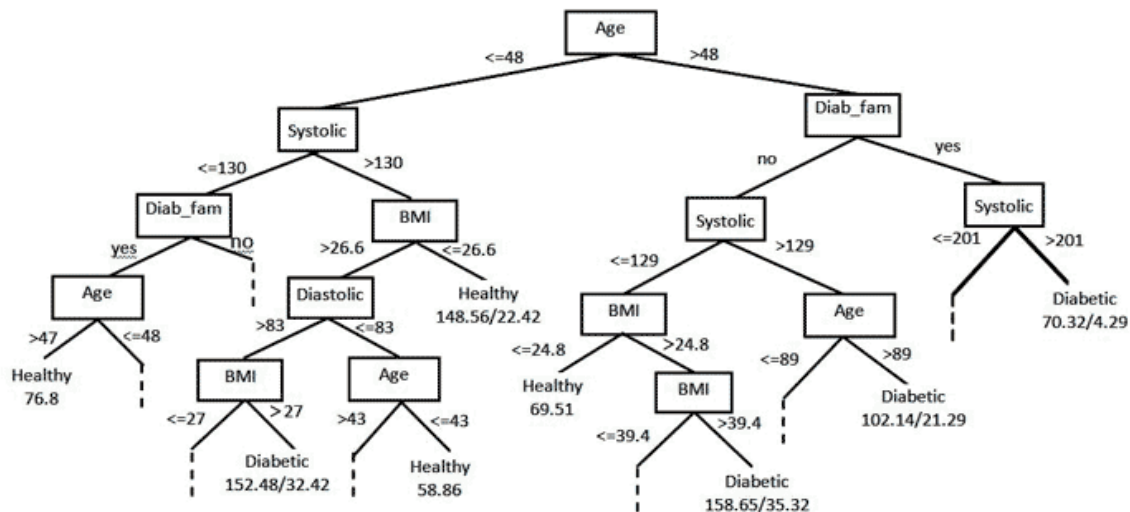 Age
<=48
>48
Systolic
Diab_fam
<=130
>130
no
yes
Diab_fam
BMI
Systolic
Systolic
yes
no
>26.6
<=26.6
<=129
>129
<=201
>201
Age
Diastolic
Healthy
148.56/22.42
BMI
Age
Diabetic
70.32/4.29
>47
<=48
>83
<=83
<=24.8
>24.8
<=89
>89
Healthy
76.8
BMI
Age
Healthy
69.51
BMI
Diabetic
102.14/21.29
<=27
>27
>43
<=43
<=39.4
>39.4
Diabetic
152.48/32.42
Healthy
58.86
Diabetic
158.65/35.32